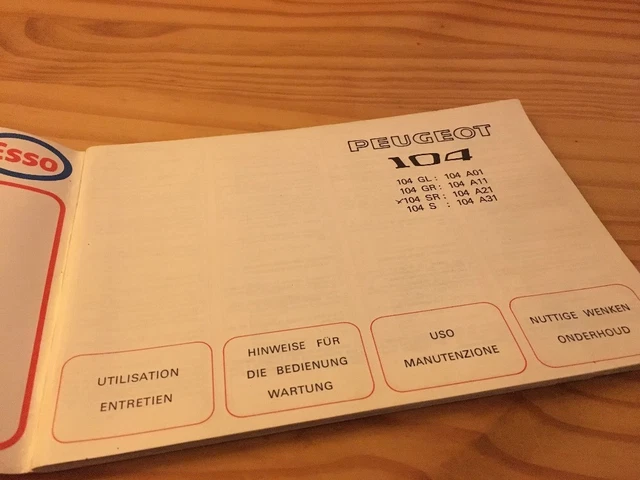 Esso
PEUGEOT
104
104 GL : 104 A01
104 GR : 104 A11
104 SR : 104 A21
104 S : 104 A31
UTILISATION
ENTRETIEN
HINWEISE FÜR
DIE BEDIENUNG
WARTUNG
USO
MANUTENZIONE
NUTTIGE WENKEN
ONDERHOUD